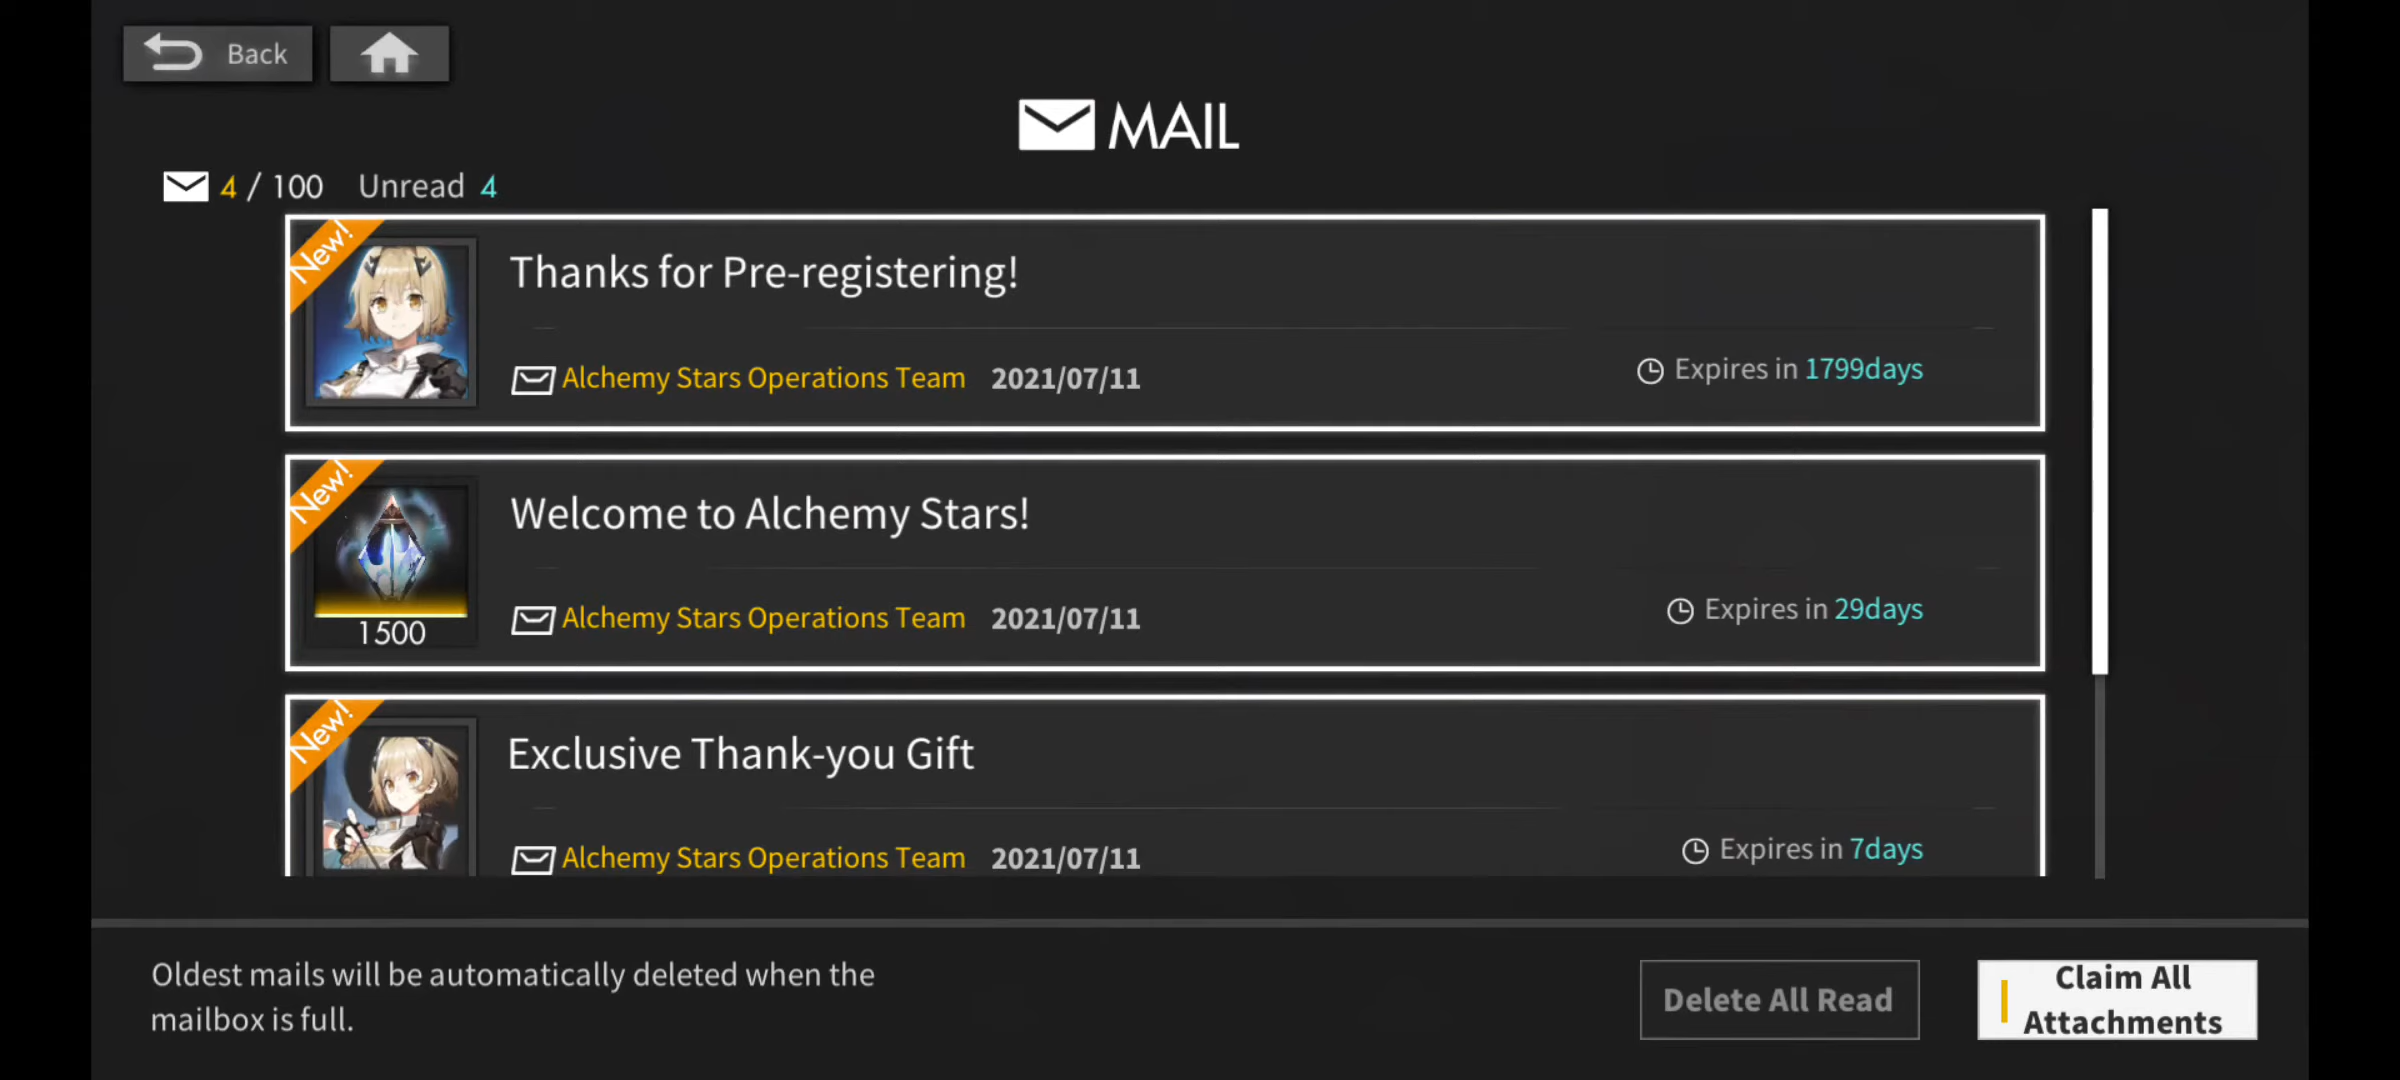 Back
MAIL
4 / 100 Unread 4
New!
Thanks for Pre-registering!
Alchemy Stars Operations Team 2021/07/11
Expires in 1799days
New!
1500
Welcome to Alchemy Stars!
Alchemy Stars Operations Team 2021/07/11
Expires in 29days
New!
Exclusive Thank-you Gift
Alchemy Stars Operations Team 2021/07/11
Expires in 7days
Oldest mails will be automatically deleted when the
mailbox is full.
Delete All Read
Claim All
Attachments